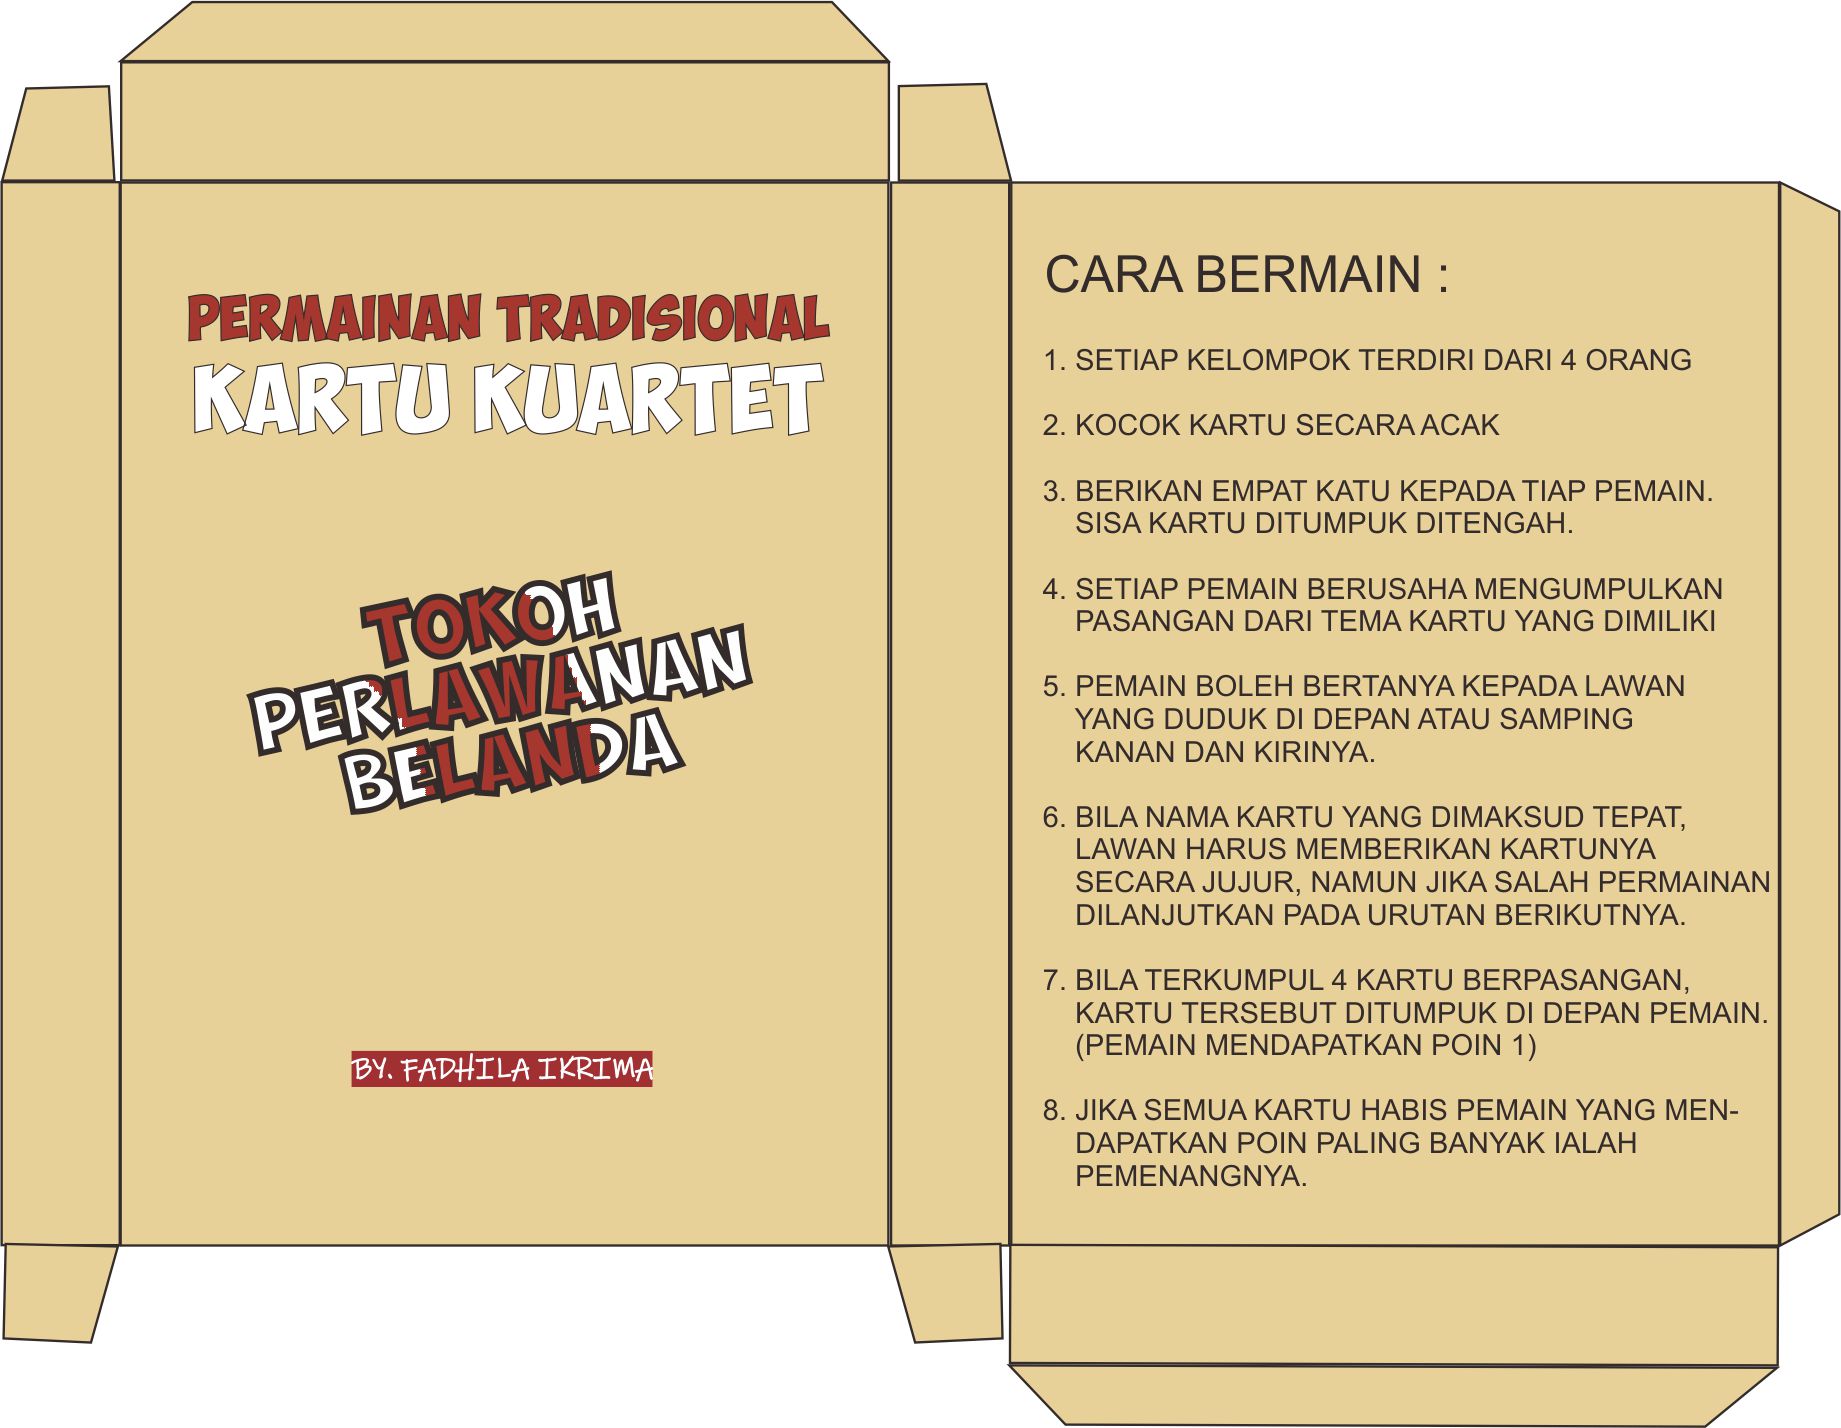 PERMAINAN TRADISIONAL
KARTU KUARTET
TOKOH
PERLAWANAN
BELANDA
BY. FADHILA IKRIMA
CARA BERMAIN :
1. SETIAP KELOMPOK TERDIRI DARI 4 ORANG
2. KOCOK KARTU SECARA ACAK
3. BERIKAN EMPAT KATU KEPADA TIAP PEMAIN.
SISA KARTU DITUMPUK DITENGAH.
4. SETIAP PEMAIN BERUSAHA MENGUMPULKAN
PASANGAN DARI TEMA KARTU YANG DIMILIKI
5. PEMAIN BOLEH BERTANYA KEPADA LAWAN
YANG DUDUK DI DEPAN ATAU SAMPING
KANAN DAN KIRINYA.
6. BILA NAMA KARTU YANG DIMAKSUD TEPAT,
LAWAN HARUS MEMBERIKAN KARTUNYA
SECARA JUJUR, NAMUN JIKA SALAH PERMAINAN
DILANJUTKAN PADA URUTAN BERIKUTNYA.
7. BILA TERKUMPUL 4 KARTU BERPASANGAN,
KARTU TERSEBUT DITUMPUK DI DEPAN PEMAIN.
(PEMAIN MENDAPATKAN POIN 1)
8. JIKA SEMUA KARTU HABIS PEMAIN YANG MEN-
DAPATKAN POIN PALING BANYAK IALAH
PEMENANGNYA.